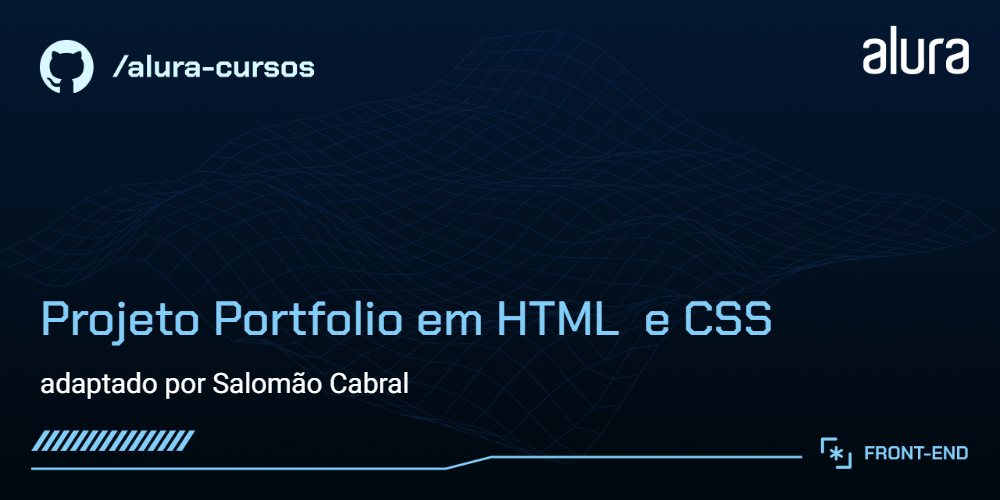 /alura-cursos
alura
Projeto Portfolio em HTML e CSS
adaptado por Salomão Cabral
FRONT-END